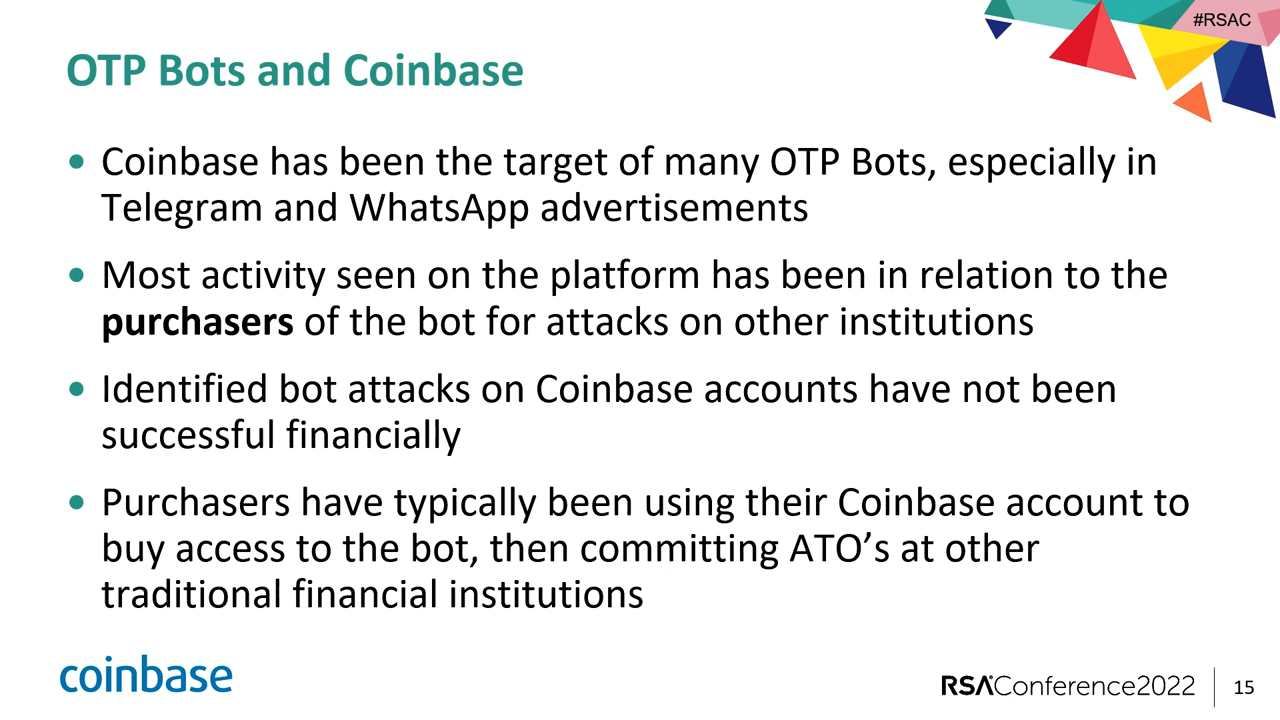 #RSAC
OTP Bots and Coinbase
• Coinbase has been the target of many OTP Bots, especially in
Telegram and WhatsApp advertisements
• Most activity seen on the platform has been in relation to the
purchasers of the bot for attacks on other institutions
• Identified bot attacks on Coinbase accounts have not been
successful financially
• Purchasers have typically been using their Coinbase account to
buy access to the bot, then committing ATO’s at other
traditional financial institutions
coinbase
RSAConference2022
15